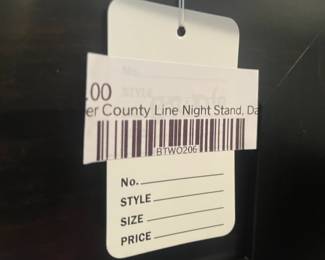 .00
er County Line Night Stand, Da
BTWO206
No.
STYLE
SIZE
PRICE